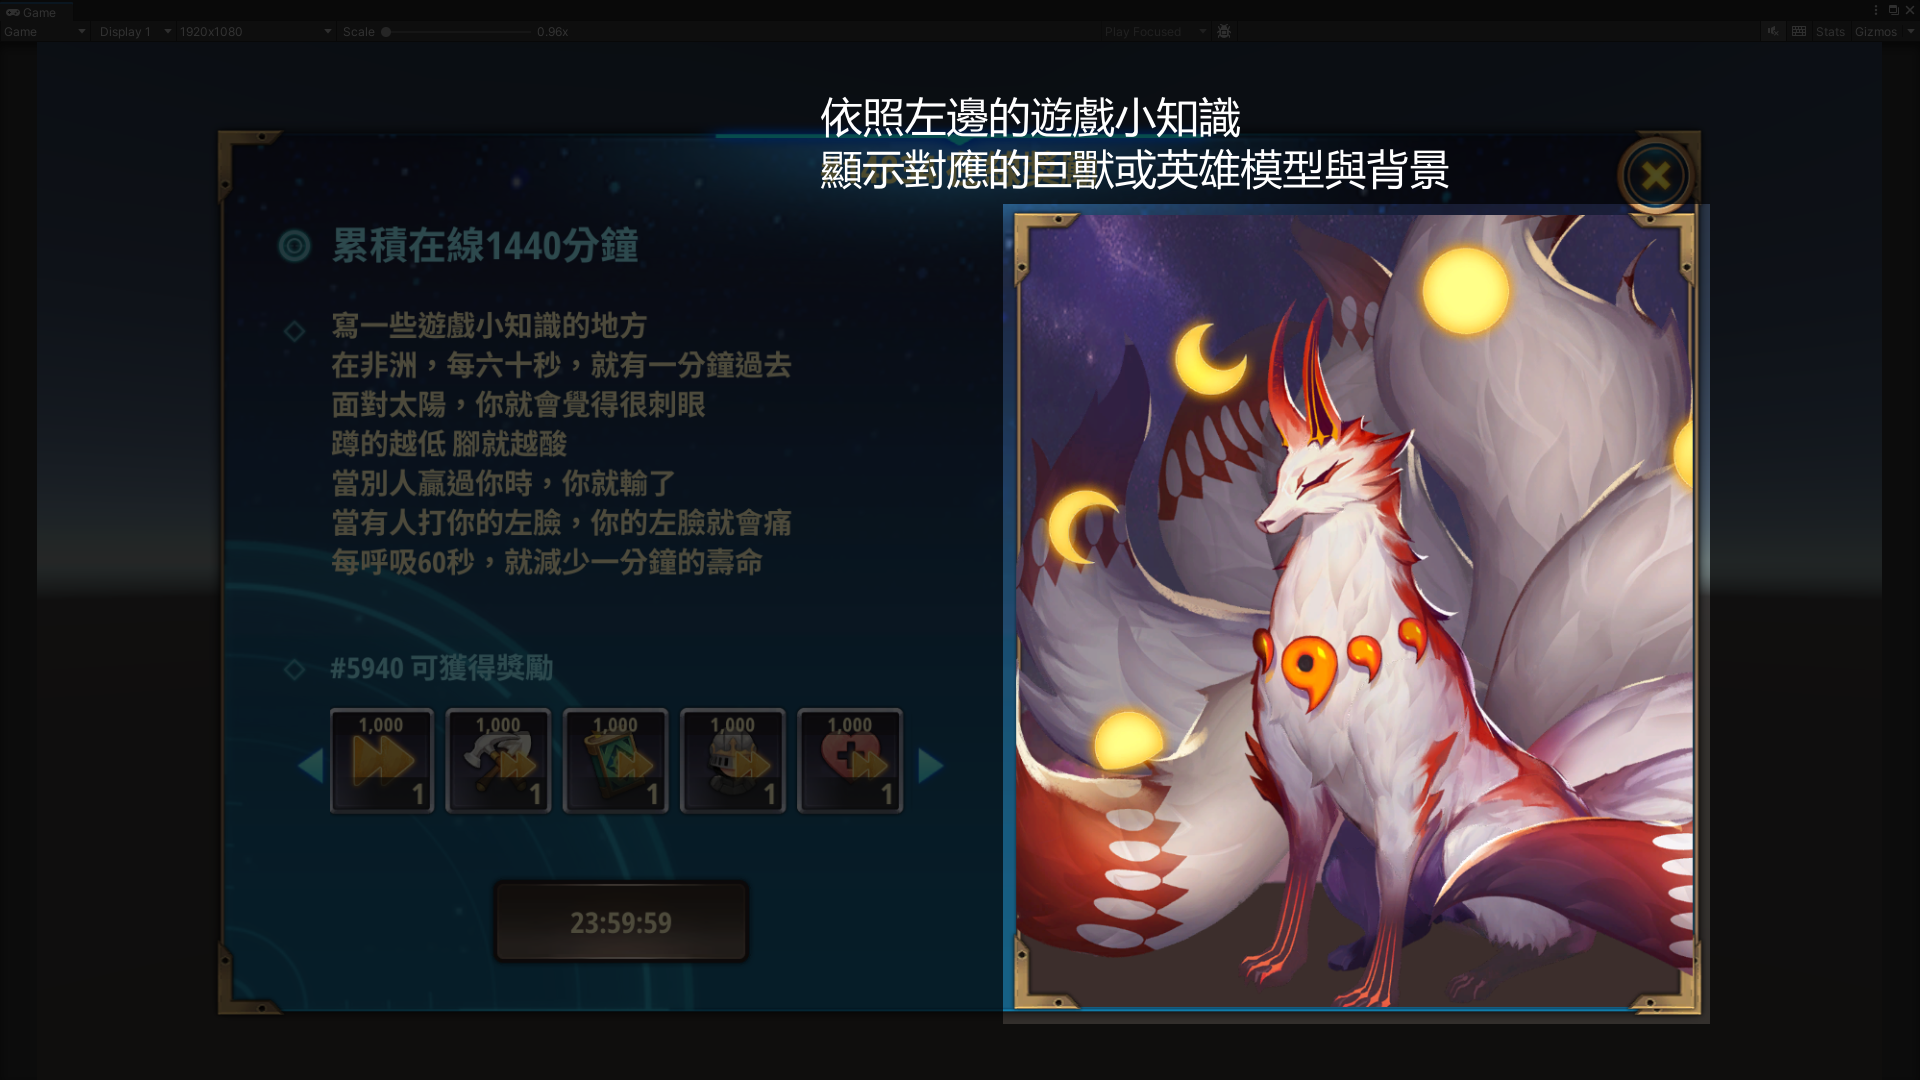 Game
Game
Display 1
1920x1080
Scale
0.96x
Play Focused
Stats
Gizmos
依照左邊的遊戲小知識
顯示對應的巨獸或英雄模型與背景
累積在線1440分鐘
寫一些遊戲小知識的地方
在非洲，每六十秒，就有一分鐘過去
面對太陽，你就會覺得很刺眼
蹲的越低 腳就越酸
當別人贏過你時，你就輸了
當有人打你的左臉，你的左臉就會痛
每呼吸60秒，就減少一分鐘的壽命
#5940 可獲得獎勵
1,000
1
1,000
1
1,000
1
1,000
1
1,000
1
23:59:59